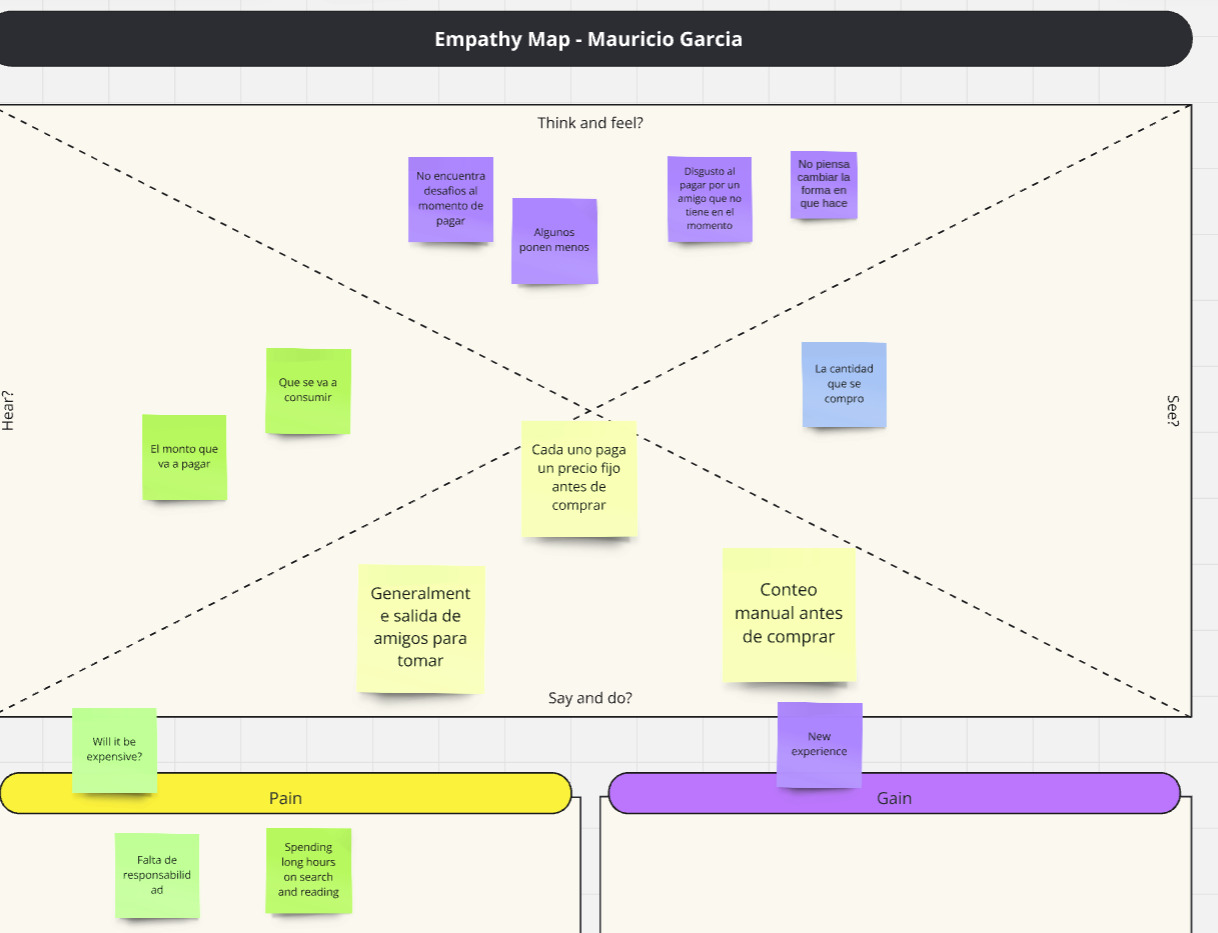 Empathy Map - Mauricio Garcia
Think and feel?
No encuentra
desafios al
momento de
pagar
Algunos
ponen menos
Disgusto al
pagar por un
amigo que no
tiene en el
momento
No piensa
cambiar la
forma en
que hace
Hear?
Que se va a
consumir
El monto que
va a pagar
La cantidad
que se
compro
See?
Cada uno paga
un precio fijo
antes de
comprar
Generalment
e salida de
amigos para
tomar
Conteo
manual antes
de comprar
Say and do?
Will it be
expensive?
New
experience
Pain
Gain
Falta de
responsabilid
ad
Spending
long hours
on search
and reading